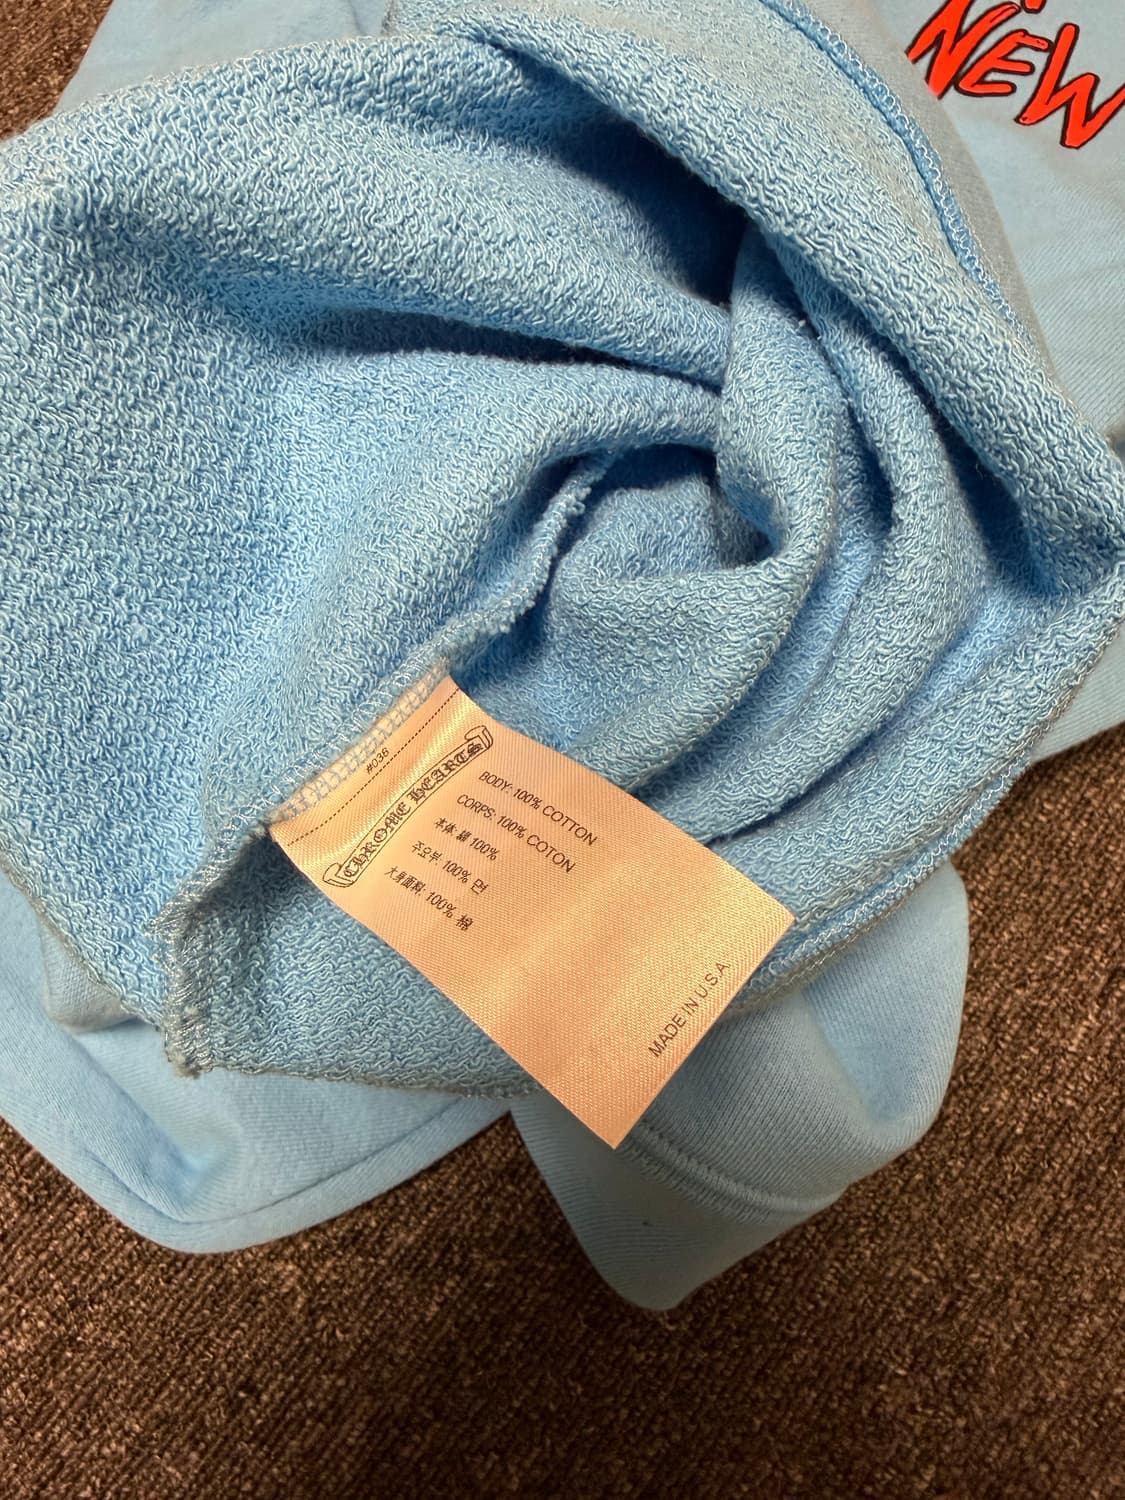 NEW
#036
CHROME HEARTS
BODY: 100% COTTON
CORPS: 100% COTON
本体: 綿 100%
주요부: 100% 면
大身面料: 100% 棉
MADE IN U.S.A